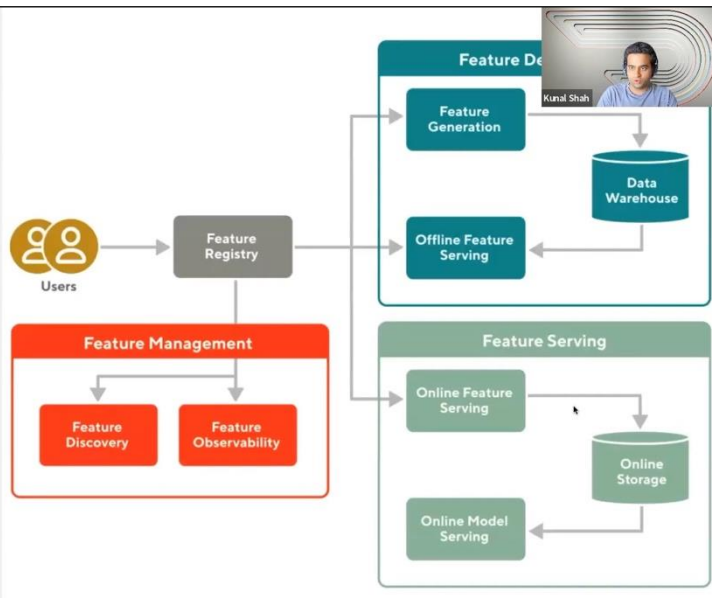 Feature De
Kunal Shah
Feature
Generation
Data
Warehouse
Users
Feature
Registry
Offline Feature
Serving
Feature Management
Feature
Discovery
Feature
Observability
Feature Serving
Online Feature
Serving
Online
Storage
Online Model
Serving